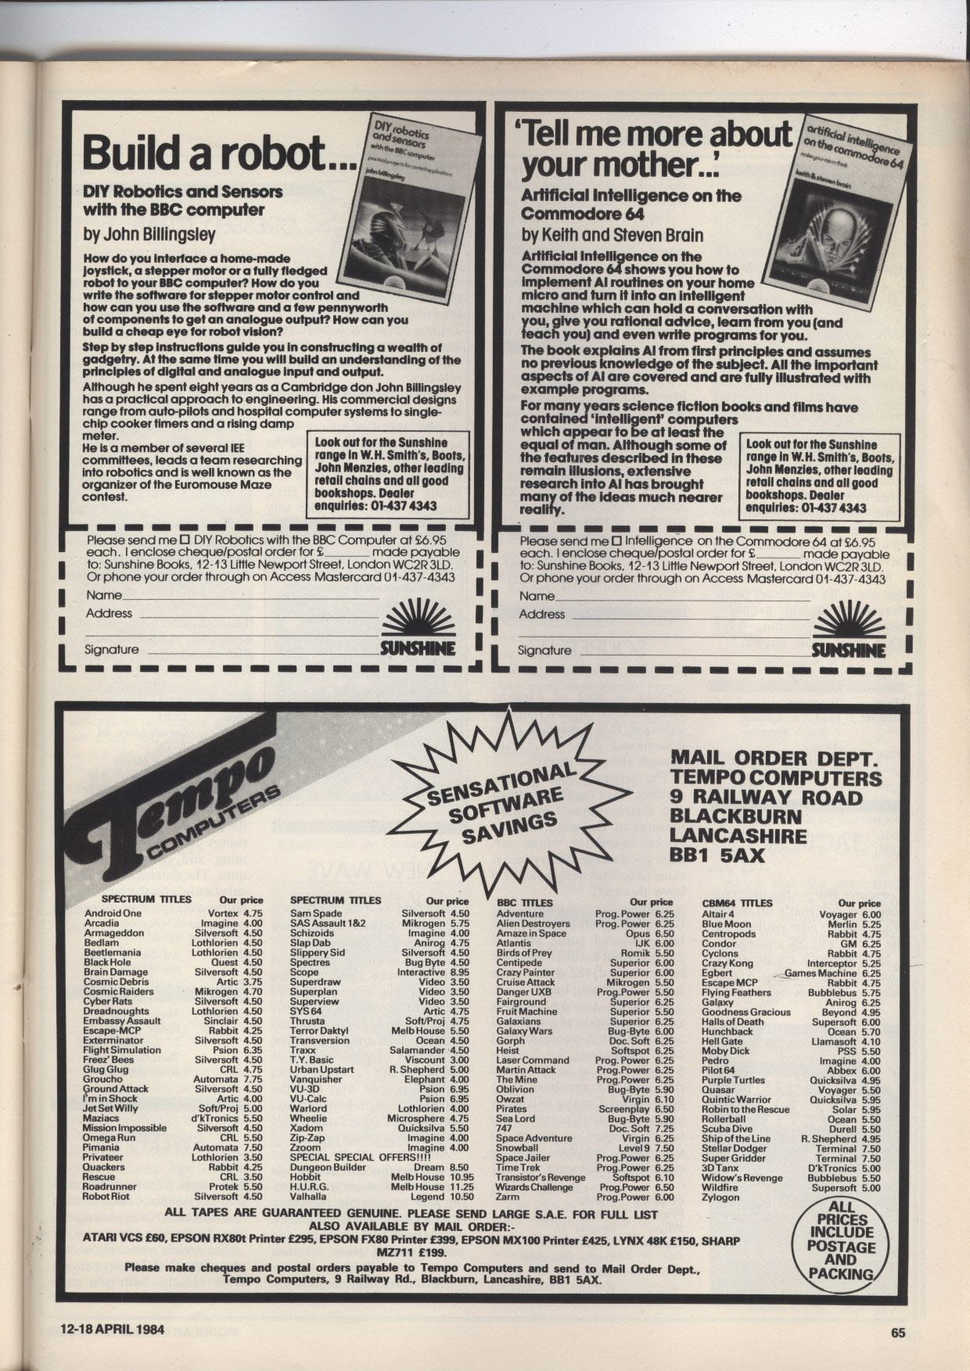 Build a robot...
DIY Robotics and Sensors
with the BBC computer
by John Billingsley
How do you interface a home-made
joystick, a stepper motor or a fully fledged
robot to your BBC computer? How do you
write the software for stepper motor control and
how can you use the software and a few pennyworth
of components to get an analogue output? How can you
build a cheap eye for robot vision?
Step by step instructions guide you in constructing a wealth of
gadgetry. At the same time you will build an understanding of the
principles of digital and analogue input and output.
Although he spent eight years as a Cambridge don John Billingsley
has a practical approach to engineering. His commercial designs
range from auto-pilots and hospital computer systems to single-
chip cooker timers and a rising damp
meter.
He is a member of several IEE
committees, leads a team researching
into robotics and is well known as the
organizer of the Euromouse Maze
contest.
DIY robotics
and sensors
with the BBC computer
john billingsley
Look out for the Sunshine
range in W.H. Smith's, Boots,
John Menzies, other leading
retail chains and all good
bookshops. Dealer
enquiries: 01-437 4343
Please send me ☐ DIY Robotics with the BBC Computer at £6.95
each. I enclose cheque/postal order for £______ made payable
to: Sunshine Books, 12-13 Little Newport Street, London WC2R 3LD.
Or phone your order through on Access Mastercard 01-437-4343
Name
Address
Signature
SUNSHINE
'Tell me more about
your mother...'
Artificial Intelligence on the
Commodore 64
by Keith and Steven Brain
Artificial Intelligence on the
Commodore 64 shows you how to
implement AI routines on your home
micro and turn it into an intelligent
machine which can hold a conversation with
you, give you rational advice, learn from you (and
teach you) and even write programs for you.
The book explains AI from first principles and assumes
no previous knowledge of the subject. All the important
aspects of AI are covered and are fully illustrated with
example programs.
For many years science fiction books and films have
contained 'intelligent' computers
which appear to be at least the
equal of man. Although some of
the features described in these
remain illusions, extensive
research into AI has brought
many of the ideas much nearer
reality.
artificial intelligence
on the commodore 64
keith & steven brain
Look out for the Sunshine
range in W.H. Smith's, Boots,
John Menzies, other leading
retail chains and all good
bookshops. Dealer
enquiries: 01-437 4343
Please send me ☐ Intelligence on the Commodore 64 at £6.95
each. I enclose cheque/postal order for £______ made payable
to: Sunshine Books, 12-13 Little Newport Street, London WC2R 3LD.
Or phone your order through on Access Mastercard 01-437-4343
Name
Address
Signature
SUNSHINE
Tempo
COMPUTERS
SENSATIONAL
SOFTWARE
SAVINGS
MAIL ORDER DEPT.
TEMPO COMPUTERS
9 RAILWAY ROAD
BLACKBURN
LANCASHIRE
BB1 5AX
SPECTRUM TITLES Our price
Android One Vortex 4.75
Arcadia Imagine 4.00
Armageddon Silversoft 4.50
Bedlam Lothlorien 4.50
Beetlemania Lothlorien 4.50
Black Hole Quest 4.50
Brain Damage Silversoft 4.50
Cosmic Debris Artic 3.75
Cosmic Raiders Mikrogen 4.70
Cyber Rats Silversoft 4.50
Dreadnoughts Lothlorien 4.50
Embassy Assault Sinclair 4.50
Escape-MCP Rabbit 4.25
Exterminator Silversoft 4.50
Flight Simulation Psion 6.35
Freez' Bees Silversoft 4.50
Glug Glug CRL 4.75
Groucho Automata 7.75
Ground Attack Silversoft 4.50
I'm in Shock Artic 4.00
Jet Set Willy Soft/Proj 5.00
Maziacs d'kTronics 5.50
Mission Impossible Silversoft 4.50
Omega Run CRL 5.50
Pimania Automata 7.50
Privateer Lothlorien 3.50
Quackers Rabbit 4.25
Rescue CRL 3.50
Roadrunner Protek 5.50
Robot Riot Silversoft 4.50
SPECTRUM TITLES Our price
Sam Spade Silversoft 4.50
SAS Assault 1&2 Mikrogen 5.75
Schizoids Imagine 4.00
Slap Dab Anirog 4.75
Slippery Sid Silversoft 4.50
Spectres Bug Byte 4.50
Scope Interactive 8.95
Superdraw Video 3.50
Superplan Video 3.50
Superview Video 3.50
SYS 64 Artic 4.75
Thrusta Soft/Proj 4.75
Terror Daktyl Melb House 5.50
Transversion Ocean 4.50
Traxx Salamander 4.50
T.Y. Basic Viscount 3.00
Urban Upstart R. Shepherd 5.00
Vanquisher Elephant 4.00
VU-3D Psion 6.95
VU-Calc Psion 6.95
Warlord Lothlorien 4.00
Wheelie Microsphere 4.75
Xadom Quicksilva 5.50
Zip-Zap Imagine 4.00
Zzoom Imagine 4.00
SPECIAL SPECIAL OFFERS!!!!
Dungeon Builder Dream 8.50
Hobbit Melb House 10.95
H.U.R.G. Melb House 11.25
Valhalla Legend 10.50
BBC TITLES Our price
Adventure Prog. Power 6.25
Alien Destroyers Prog. Power 6.25
Amaze in Space Opus 6.50
Atlantis IJK 6.00
Birds of Prey Romik 5.50
Centipede Superior 6.00
Crazy Painter Superior 6.00
Cruise Attack Mikrogen 5.50
Danger UXB Prog. Power 5.50
Fairground Superior 6.25
Fruit Machine Superior 5.50
Galaxians Superior 6.25
Galaxy Wars Bug-Byte 6.00
Gorph Doc. Soft 6.25
Heist Softspot 6.25
Laser Command Prog. Power 6.25
Martin Attack Prog. Power 6.25
The Mine Prog. Power 6.25
Oblivion Bug-Byte 5.90
Owzat Virgin 6.10
Pirates Screenplay 6.50
Sea Lord Bug-Byte 5.90
747 Doc. Soft 7.25
Space Adventure Virgin 6.25
Snowball Level 9 7.50
Space Jailer Prog. Power 6.25
Time Trek Prog. Power 6.25
Transistor's Revenge Softspot 6.10
Wizards Challenge Prog. Power 6.50
Zarm Prog. Power 6.00
CBM64 TITLES Our price
Altair 4 Voyager 6.00
Blue Moon Merlin 5.25
Centropods Rabbit 4.75
Condor GM 6.25
Cyclons Rabbit 4.75
Crazy Kong Interceptor 5.25
Egbert Games Machine 6.25
Escape MCP Rabbit 4.75
Flying Feathers Bubblebus 5.75
Galaxy Anirog 6.25
Goodness Gracious Beyond 4.95
Halls of Death Supersoft 6.00
Hunchback Ocean 5.70
Hell Gate Llamasoft 4.10
Moby Dick PSS 5.50
Pedro Imagine 4.00
Pilot 64 Abbex 6.00
Purple Turtles Quicksilva 4.95
Quasar Voyager 5.50
Quintic Warrior Quicksilva 5.95
Robin to the Rescue Solar 5.95
Rollerball Ocean 5.50
Scuba Dive Durell 5.50
Ship of the Line R. Shepherd 4.95
Stellar Dodger Terminal 7.50
Super Gridder Terminal 7.50
3D Tanx D'kTronics 5.00
Widow's Revenge Bubblebus 5.50
Wildfire Supersoft 5.00
Zylogon
ALL TAPES ARE GUARANTEED GENUINE. PLEASE SEND LARGE S.A.E. FOR FULL LIST
ALSO AVAILABLE BY MAIL ORDER:-
ATARI VCS £60, EPSON RX80t Printer £295, EPSON FX80 Printer £399, EPSON MX100 Printer £425, LYNX 48K £150, SHARP
MZ711 £199.
Please make cheques and postal orders payable to Tempo Computers and send to Mail Order Dept.,
Tempo Computers, 9 Railway Rd., Blackburn, Lancashire, BB1 5AX.
ALL
PRICES
INCLUDE
POSTAGE
AND
PACKING
12-18 APRIL 1984
65